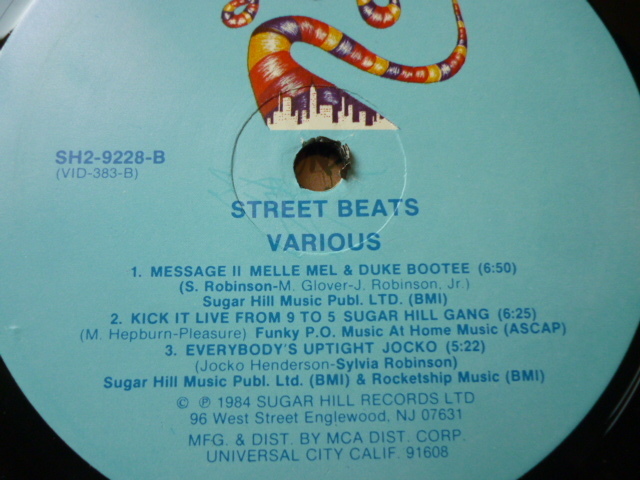 SH2-9228-B
(VID-383-B)
STREET BEATS
VARIOUS
1. MESSAGE II MELLE MEL & DUKE BOOTEE (6:50)
(S. Robinson-M. Glover-J. Robinson, Jr.)
Sugar Hill Music Publ. LTD. (BMI)
2. KICK IT LIVE FROM 9 TO 5 SUGAR HILL GANG (6:25)
(M. Hepburn-Pleasure) Funky P.O. Music At Home Music (ASCAP)
3. EVERYBODY'S UPTIGHT JOCKO (5:22)
(Jocko Henderson-Sylvia Robinson)
Sugar Hill Music Publ. Ltd. (BMI) & Rocketship Music (BMI)
© ℗ 1984 SUGAR HILL RECORDS LTD
96 West Street Englewood, NJ 07631
MFG. & DIST. BY MCA DIST. CORP.
UNIVERSAL CITY CALIF. 91608